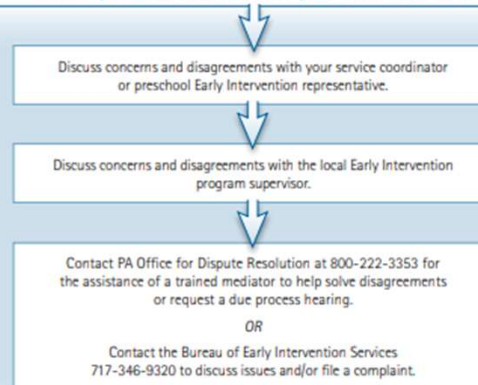 Discuss concerns and disagreements with your service coordinator
or preschool Early Intervention representative.
Discuss concerns and disagreements with the local Early Intervention
program supervisor.
Contact PA Office for Dispute Resolution at 800-222-3353 for
the assistance of a trained mediator to help solve disagreements
or request a due process hearing.
OR
Contact the Bureau of Early Intervention Services
717-346-9320 to discuss issues and/or file a complaint.